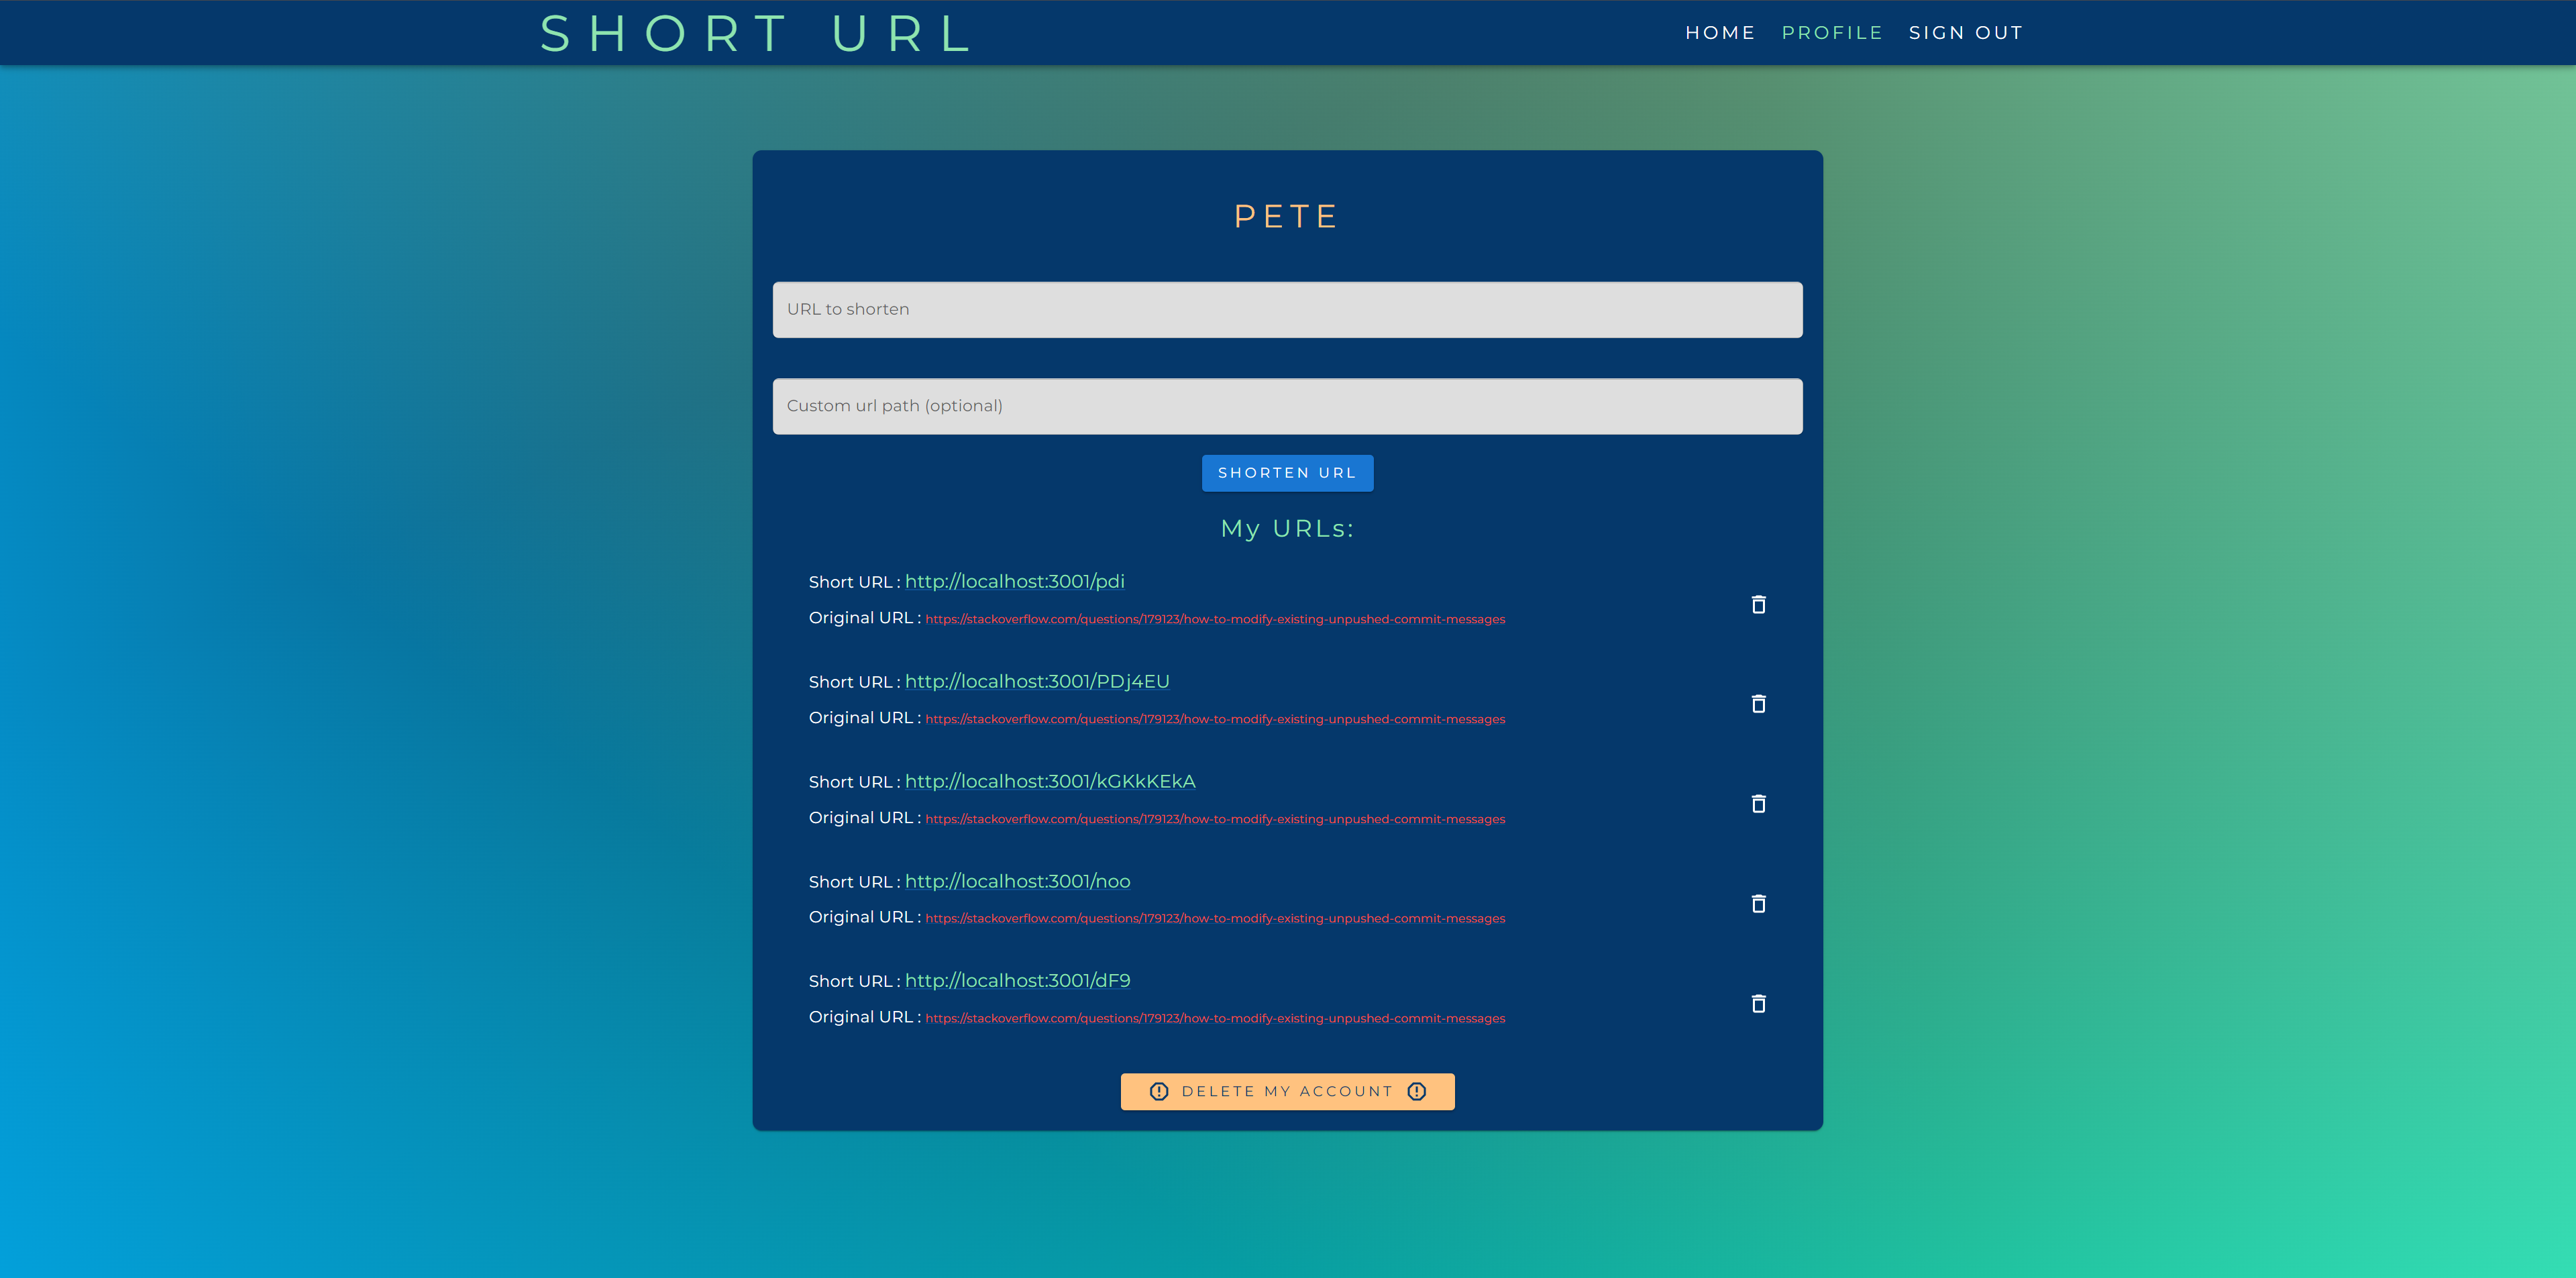 SHORT URL
HOME PROFILE SIGN OUT
PETE
URL to shorten
Custom url path (optional)
SHORTEN URL
My URLs:
Short URL : http://localhost:3001/pdi
Original URL : https://stackoverflow.com/questions/179123/how-to-modify-existing-unpushed-commit-messages
Short URL : http://localhost:3001/PDj4EU
Original URL : https://stackoverflow.com/questions/179123/how-to-modify-existing-unpushed-commit-messages
Short URL : http://localhost:3001/kGKkKEkA
Original URL : https://stackoverflow.com/questions/179123/how-to-modify-existing-unpushed-commit-messages
Short URL : http://localhost:3001/noo
Original URL : https://stackoverflow.com/questions/179123/how-to-modify-existing-unpushed-commit-messages
Short URL : http://localhost:3001/dF9
Original URL : https://stackoverflow.com/questions/179123/how-to-modify-existing-unpushed-commit-messages
DELETE MY ACCOUNT